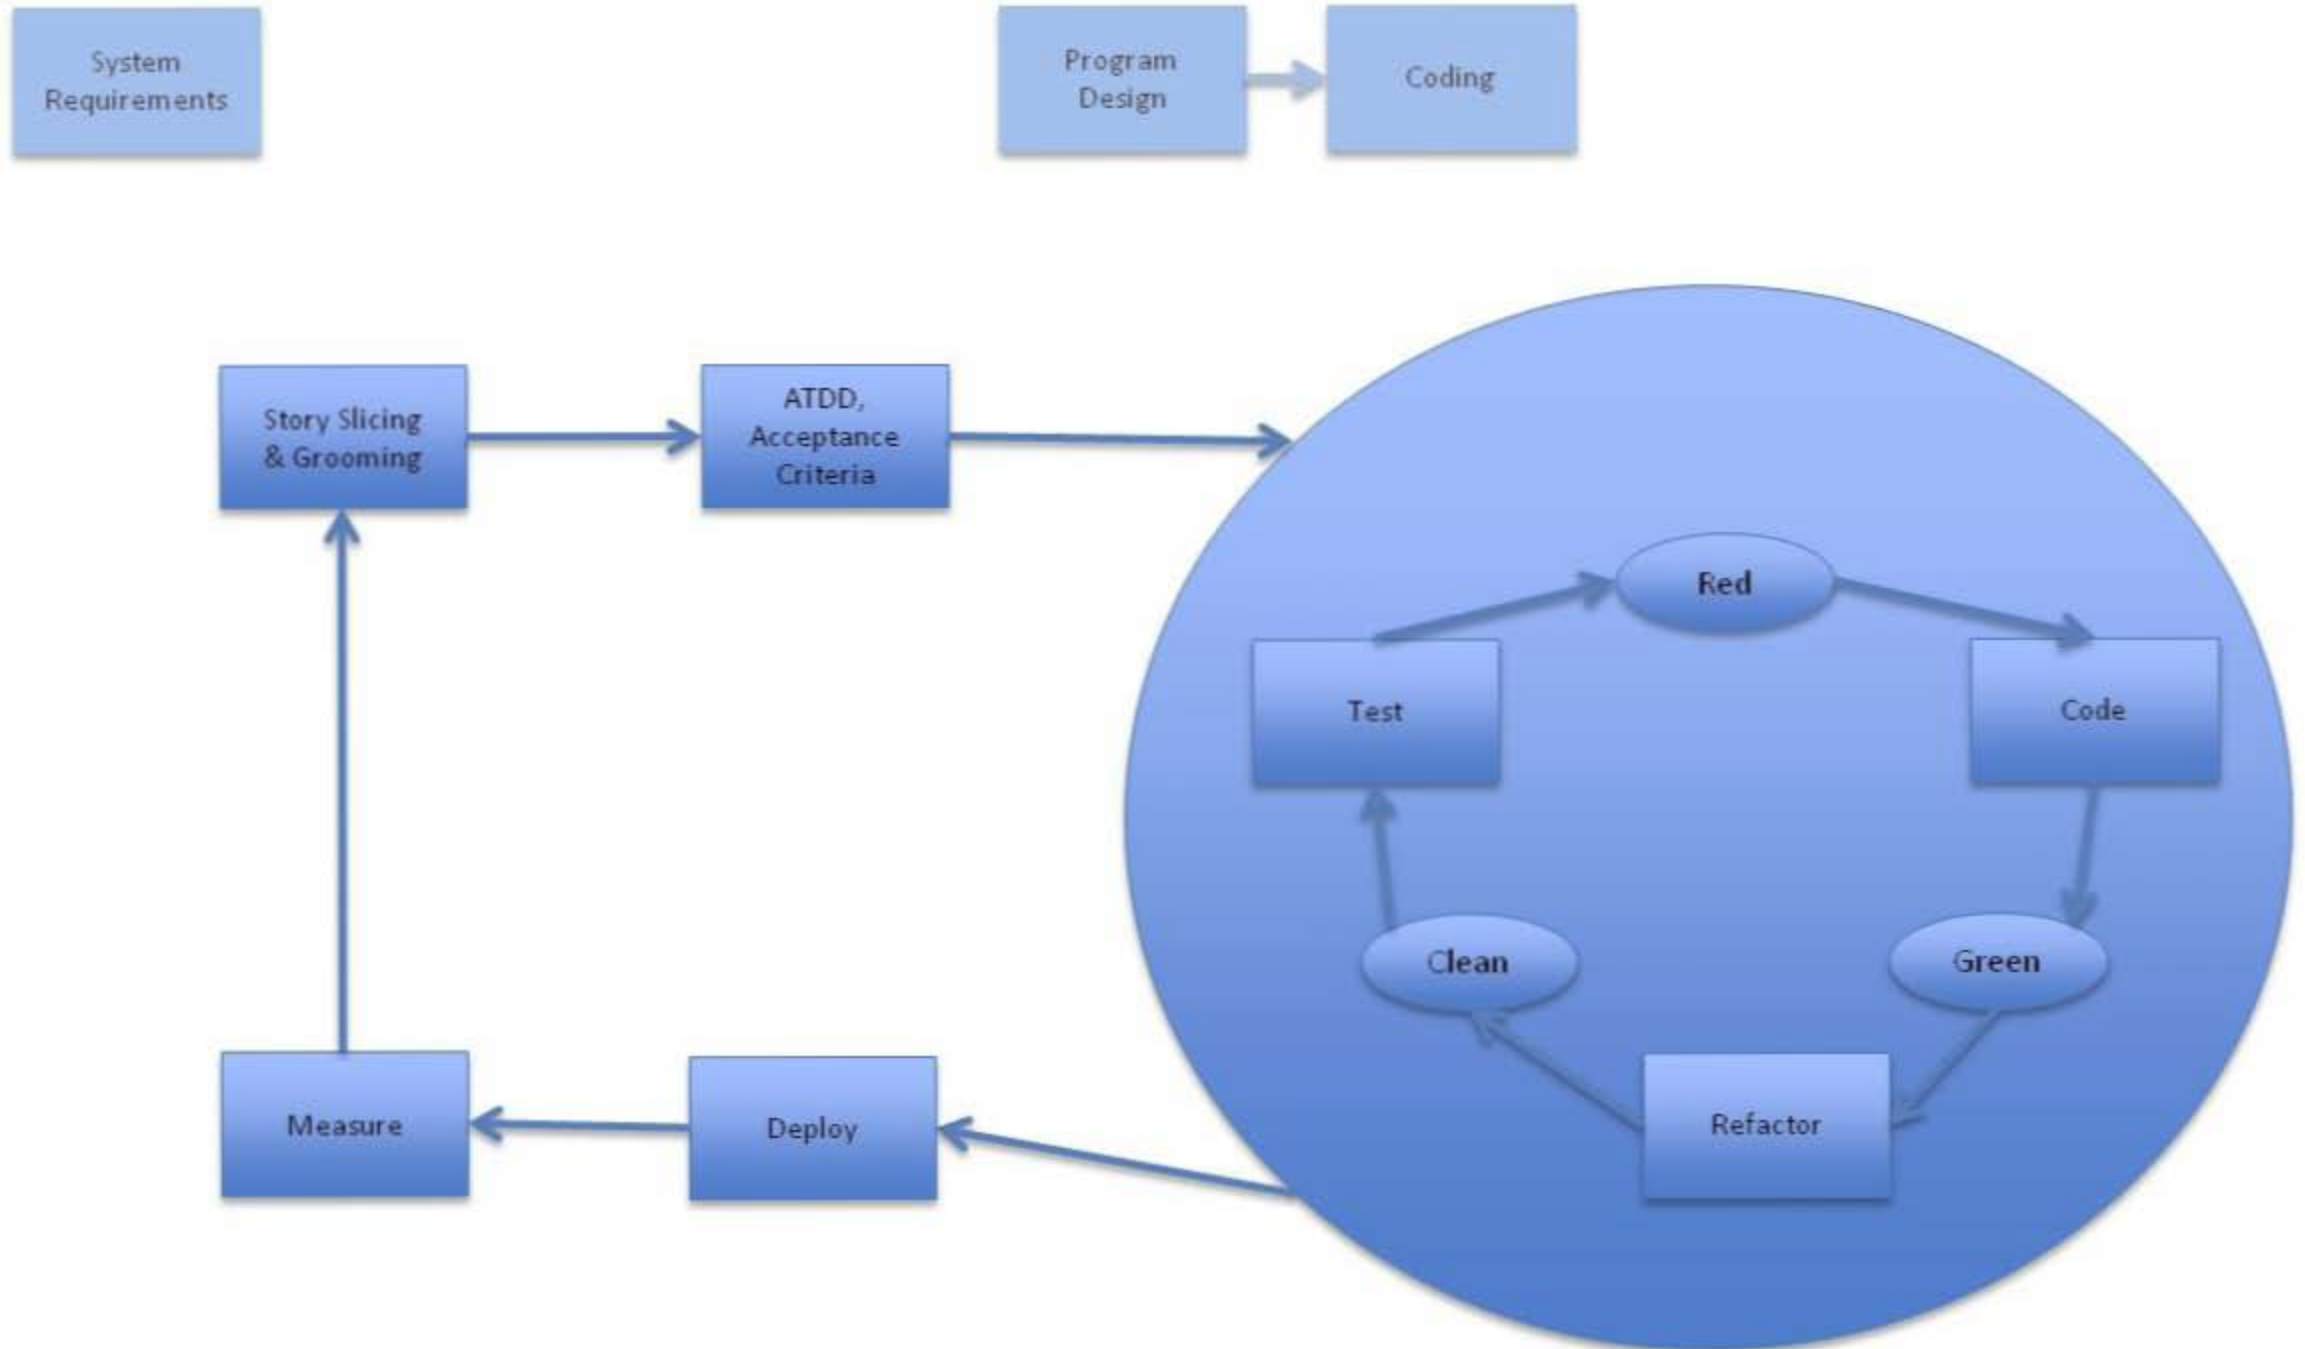 System
Requirements
Program
Design
Coding
Story Slicing
& Grooming
ATDD,
Acceptance
Criteria
Red
Test
Code
Clean
Green
Measure
Deploy
Refactor